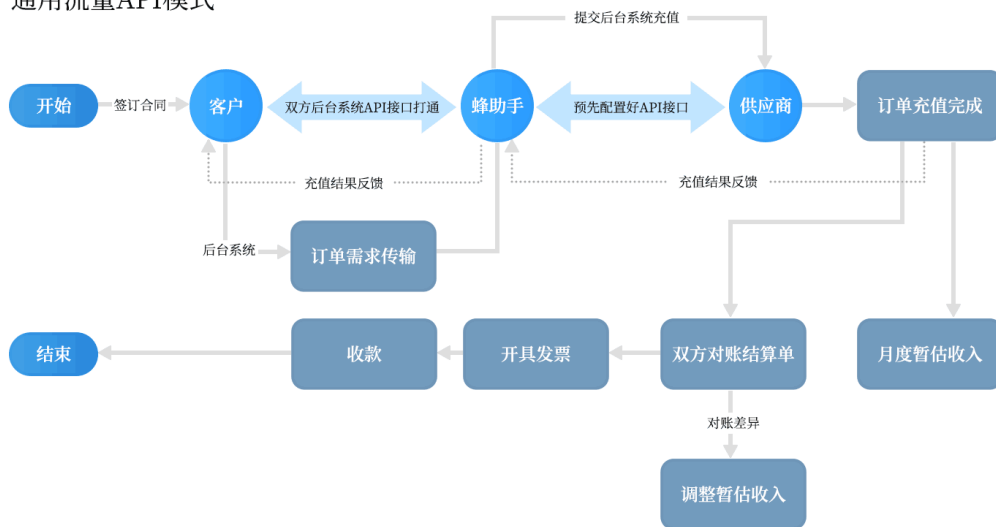 通用流量API模式
提交后台系统充值
开始
签订合同
客户
双方后台系统API接口打通
蜂助手
预先配置好API接口
供应商
订单充值完成
充值结果反馈
充值结果反馈
后台系统
订单需求传输
结束
收款
开具发票
双方对账结算单
月度暂估收入
对账差异
调整暂估收入